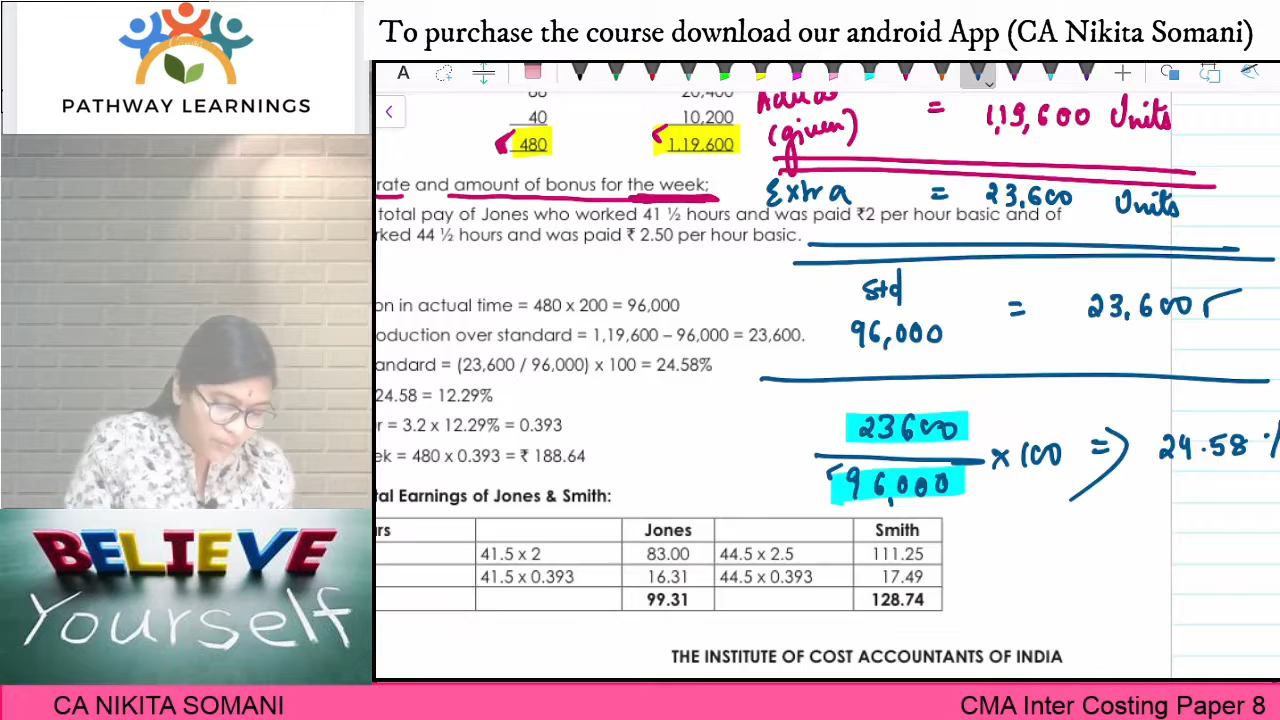 To purchase the course download our android App (CA Nikita Somani)
PATHWAY LEARNINGS
A
40 10,200
480 1,19,600
(given) = 1,19,600 Units
Extra = 23,600 Units
rate and amount of bonus for the week;
total pay of Jones who worked 41 ½ hours and was paid ₹2 per hour basic and of
rked 44 ½ hours and was paid ₹ 2.50 per hour basic.
on in actual time = 480 x 200 = 96,000
oduction over standard = 1,19,600 – 96,000 = 23,600.
andard = (23,600 / 96,000) x 100 = 24.58%
24.58 = 12.29%
r = 3.2 x 12.29% = 0.393
ek = 480 x 0.393 = ₹ 188.64
std
96,000 = 23,600
23600
96,000 x 100 => 24.58 %
tal Earnings of Jones & Smith:
rs Jones Smith
41.5 x 2 83.00 44.5 x 2.5 111.25
41.5 x 0.393 16.31 44.5 x 0.393 17.49
99.31 128.74
THE INSTITUTE OF COST ACCOUNTANTS OF INDIA
BELIEVE
Yourself
CA NIKITA SOMANI
CMA Inter Costing Paper 8